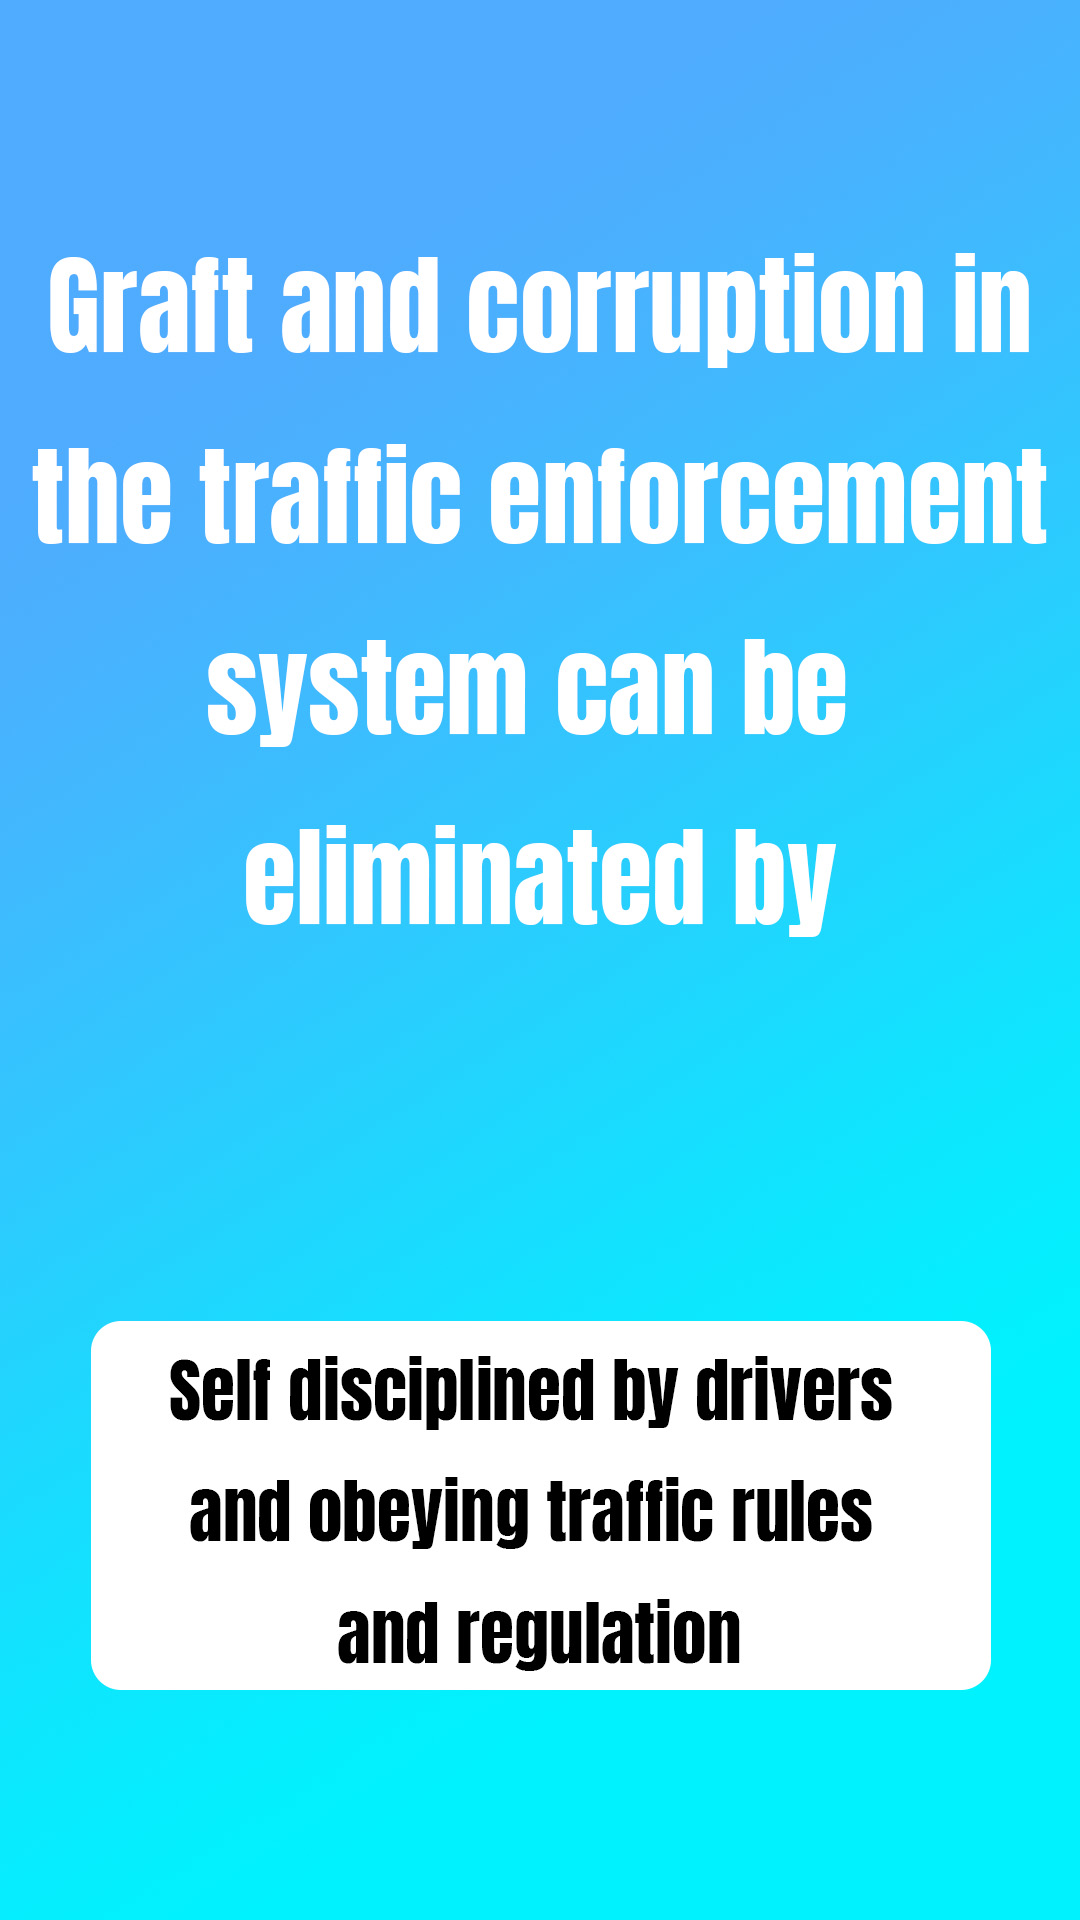 Graft and corruption in
the traffic enforcement
system can be
eliminated by
Self disciplined by drivers
and obeying traffic rules
and regulation